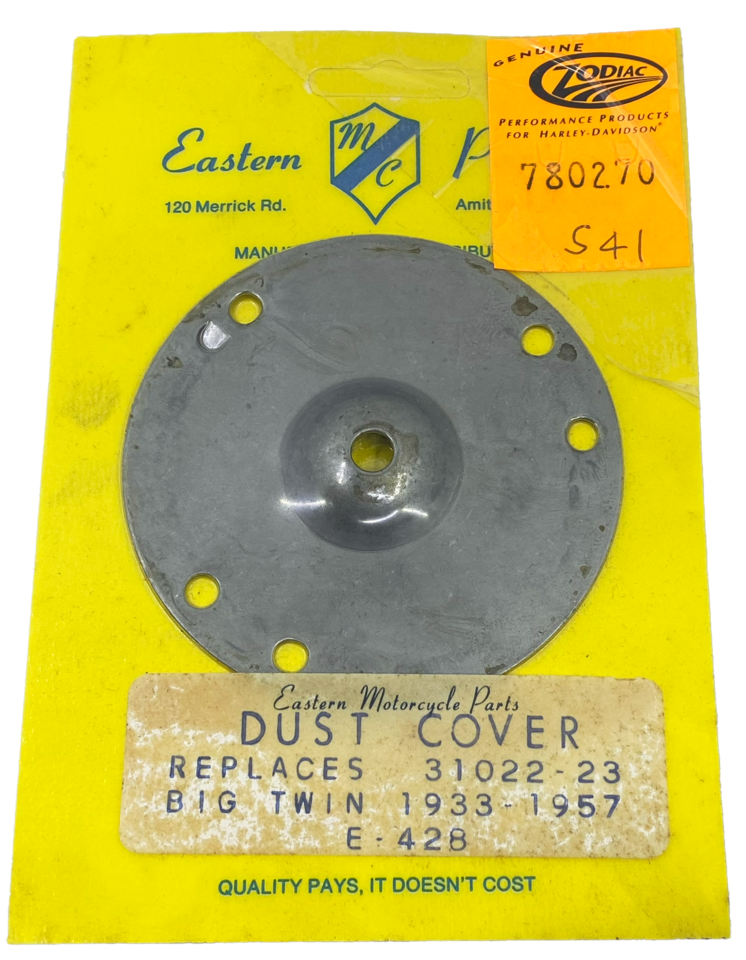 GENUINE
ZODIAC
PERFORMANCE PRODUCTS
FOR HARLEY-DAVIDSON®
780270
S41
Eastern MC
120 Merrick Rd.
QUALITY PAYS, IT DOESN'T COST
Eastern Motorcycle Parts
DUST COVER
REPLACES 31022-23
BIG TWIN 1933-1957
E-428